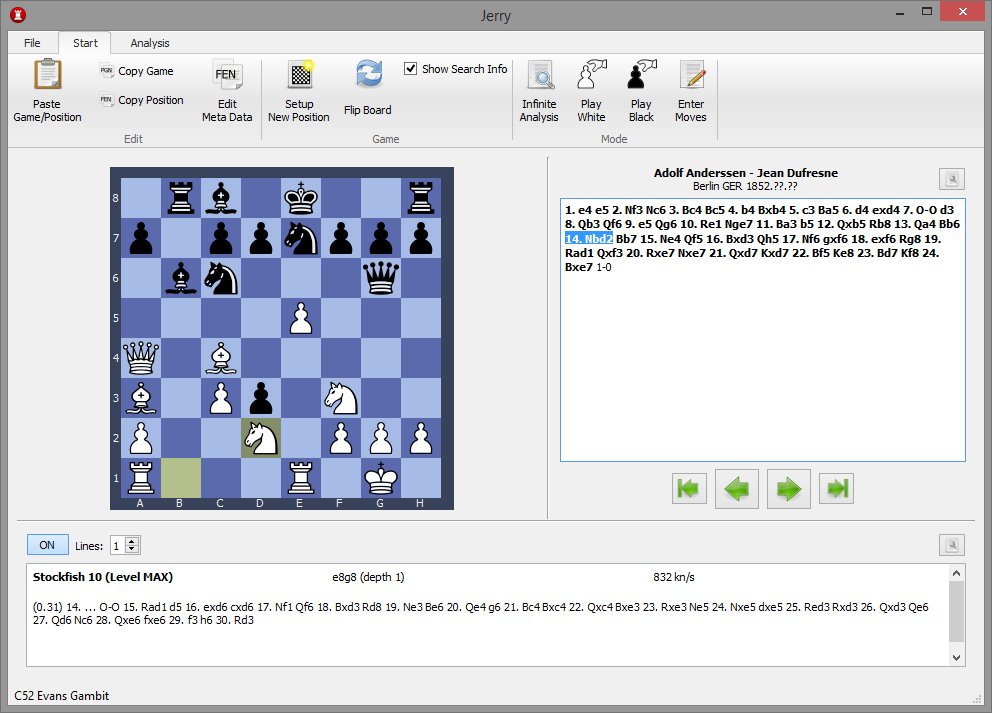 Jerry
File Start Analysis
Paste Game/Position
PGN Copy Game
FEN Copy Position
FEN
Edit Meta Data
Edit
Setup New Position
Flip Board
Show Search Info
Game
Infinite Analysis
Play White
Play Black
Enter Moves
Mode
8
7
6
5
4
3
2
1
A B C D E F G H
Adolf Anderssen - Jean Dufresne
Berlin GER 1852.??.??
1. e4 e5 2. Nf3 Nc6 3. Bc4 Bc5 4. b4 Bxb4 5. c3 Ba5 6. d4 exd4 7. O-O d3
8. Qb3 Qf6 9. e5 Qg6 10. Re1 Nge7 11. Ba3 b5 12. Qxb5 Rb8 13. Qa4 Bb6
14. Nbd2 Bb7 15. Ne4 Qf5 16. Bxd3 Qh5 17. Nf6 gxf6 18. exf6 Rg8 19.
Rad1 Qxf3 20. Rxe7 Nxe7 21. Qxd7 Kxd7 22. Bf5 Ke8 23. Bd7 Kf8 24.
Bxe7 1-0
ON Lines: 1
Stockfish 10 (Level MAX) e8g8 (depth 1) 832 kn/s
(0.31) 14. ... O-O 15. Rad1 d5 16. exd6 cxd6 17. Nf1 Qf6 18. Bxd3 Rd8 19. Ne3 Be6 20. Qe4 g6 21. Bc4 Bxc4 22. Qxc4 Bxe3 23. Rxe3 Ne5 24. Nxe5 dxe5 25. Red3 Rxd3 26. Qxd3 Qe6
27. Qd6 Nc6 28. Qxe6 fxe6 29. f3 h6 30. Rd3
C52 Evans Gambit